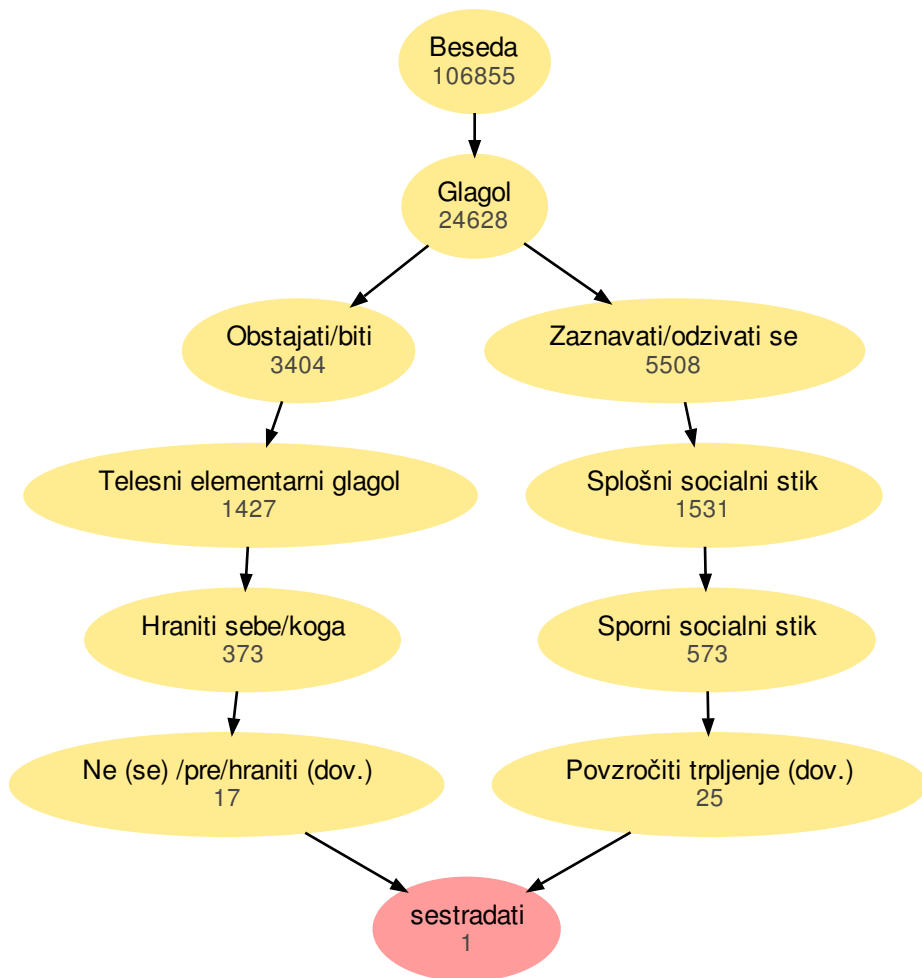 Beseda
106855
Glagol
24628
Obstajati/biti
3404
Zaznavati/odzivati se
5508
Telesni elementarni glagol
1427
Splošni socialni stik
1531
Hraniti sebe/koga
373
Sporni socialni stik
573
Ne (se) /pre/hraniti (dov.)
17
Povzročiti trpljenje (dov.)
25
sestradati
1